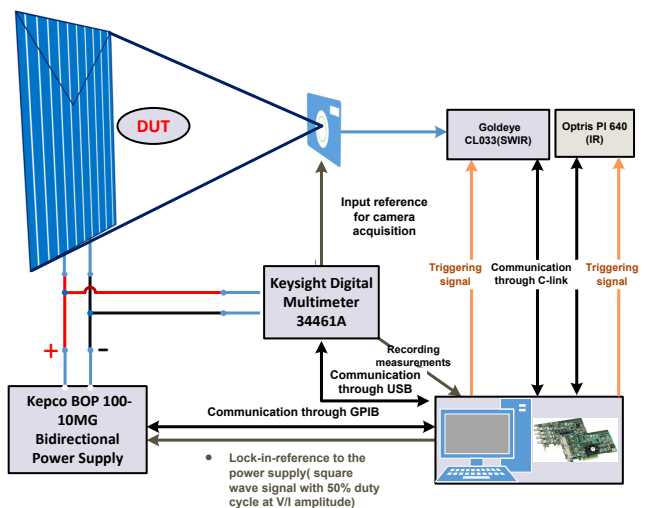 DUT
Goldeye
CL033(SWIR)
Optris PI 640
(IR)
Input reference
for camera
acquisition
Triggering
signal
Communication
through C-link
Triggering
signal
Keysight Digital
Multimeter
34461A
Recording
measurements
Communication
through USB
+
-
Kepco BOP 100-
10MG
Bidirectional
Power Supply
Communication through GPIB
• Lock-in-reference to the
power supply( square
wave signal with 50% duty
cycle at V/I amplitude)